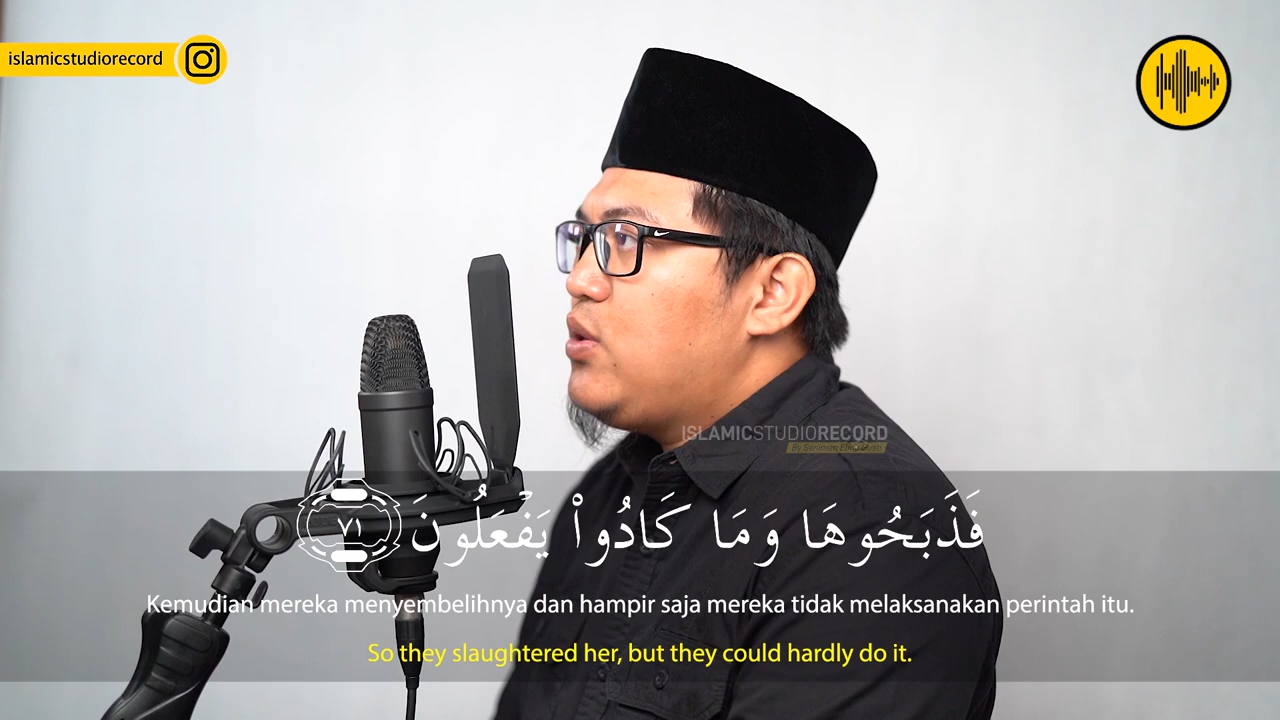 islamicstudiorecord
ISLAMICSTUDIORECORD
فَذَبَحُوهَا وَمَا كَادُوا۟ يَفْعَلُونَ ٧١
Kemudian mereka menyembelihnya dan hampir saja mereka tidak melaksanakan perintah itu.
So they slaughtered her, but they could hardly do it.